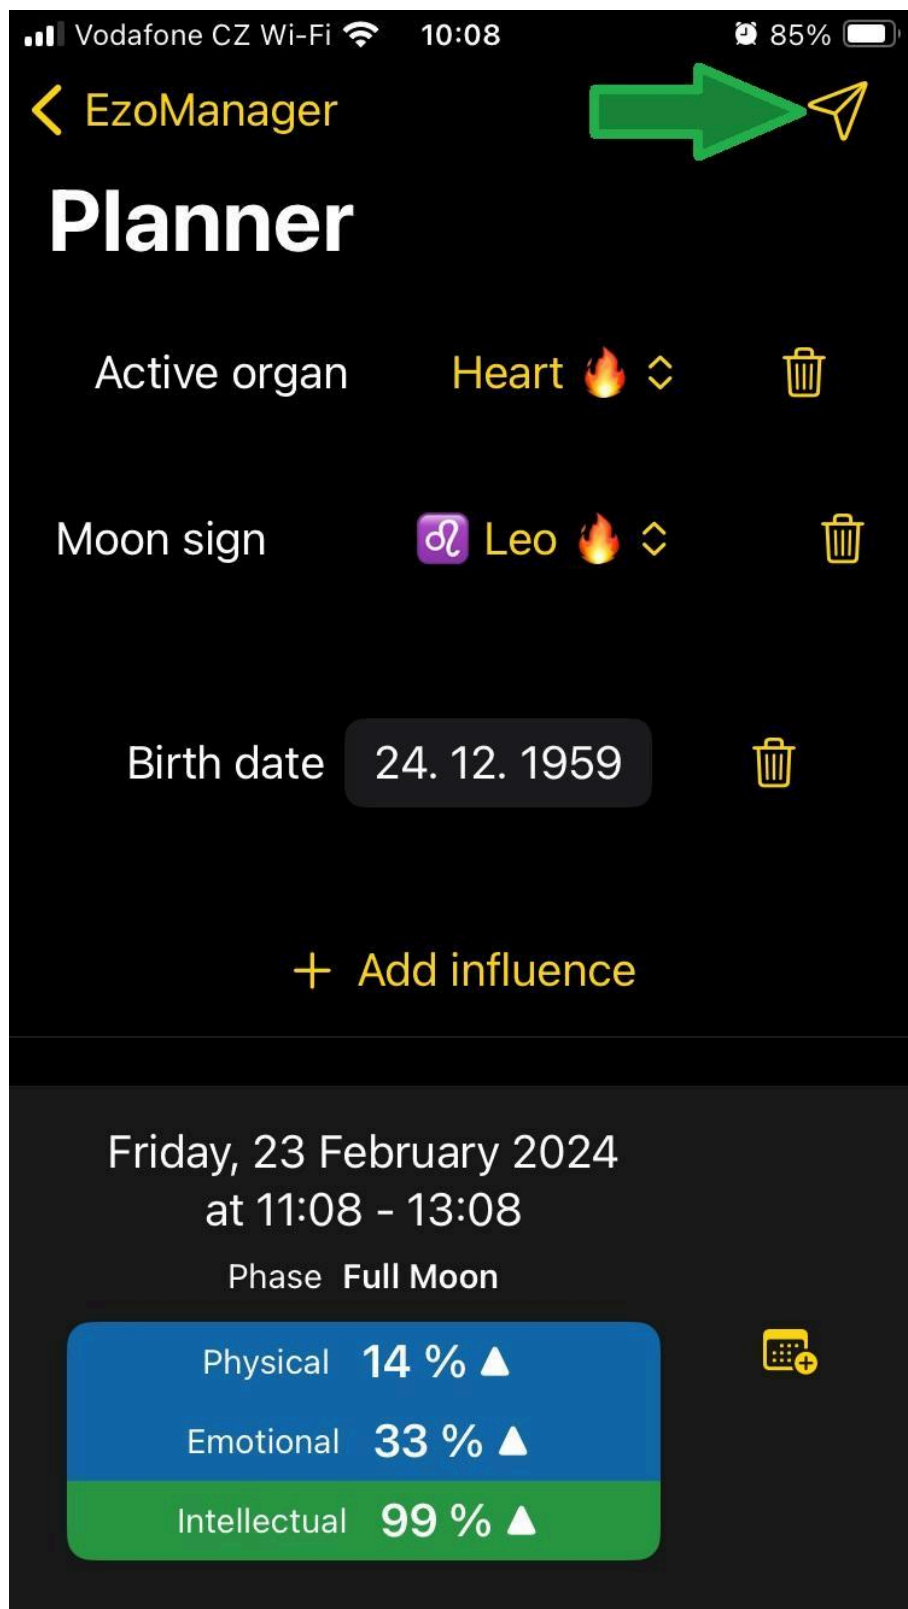 Vodafone CZ Wi-Fi 10:08 85%
EzoManager
Planner
Active organ Heart
Moon sign Leo
Birth date 24. 12. 1959
+ Add influence
Friday, 23 February 2024
at 11:08 - 13:08
Phase Full Moon
Physical 14 %
Emotional 33 %
Intellectual 99 %